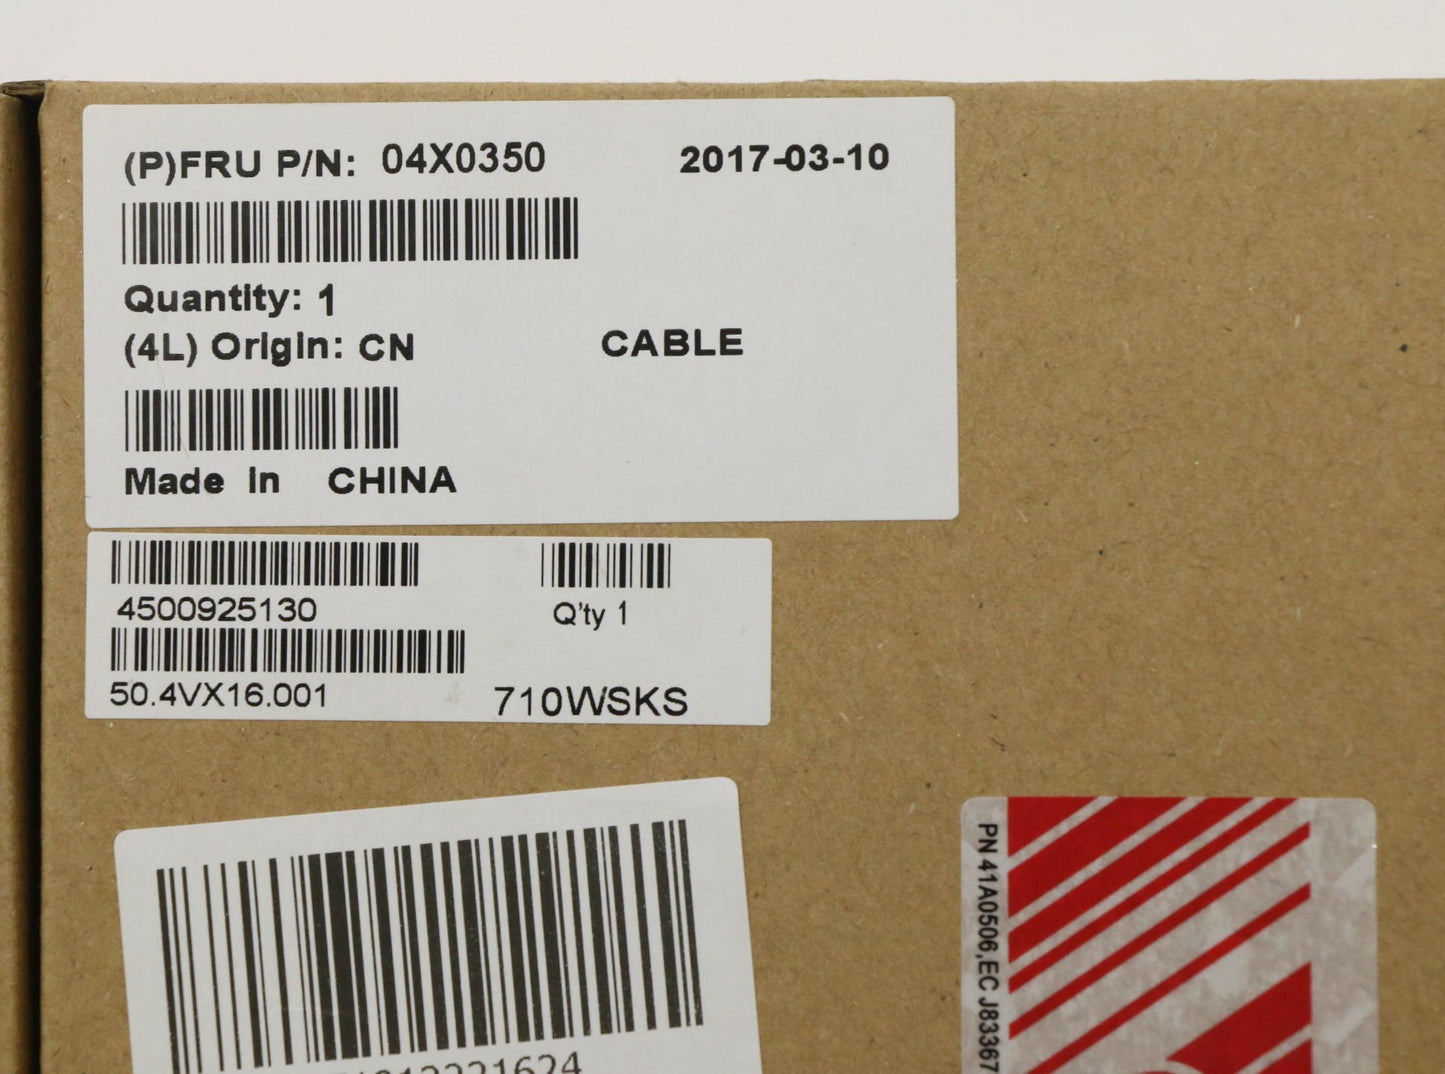 (P)FRU P/N: 04X0350 2017-03-10
Quantity: 1
(4L) Origin: CN CABLE
Made in CHINA
4500925130 Q'ty 1
50.4VX16.001 710WSKS
PN 41A0506,EC J83367